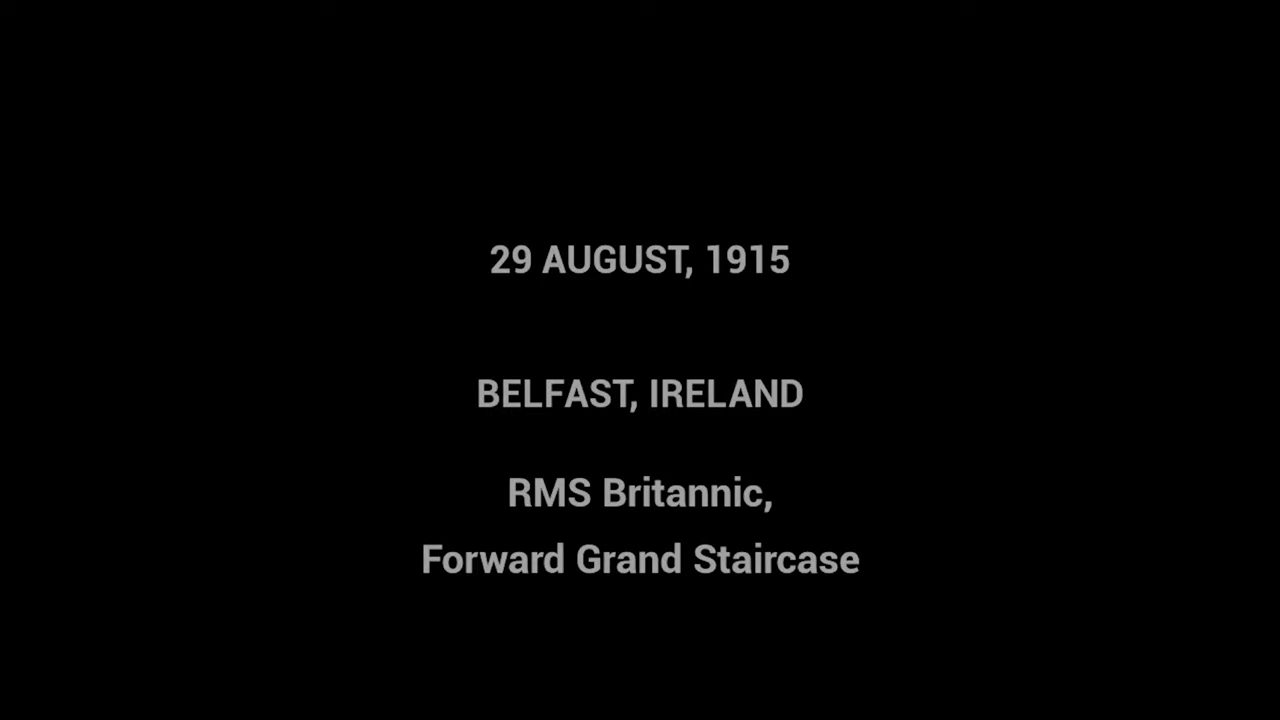 29 AUGUST, 1915
BELFAST, IRELAND
RMS Britannic,
Forward Grand Staircase